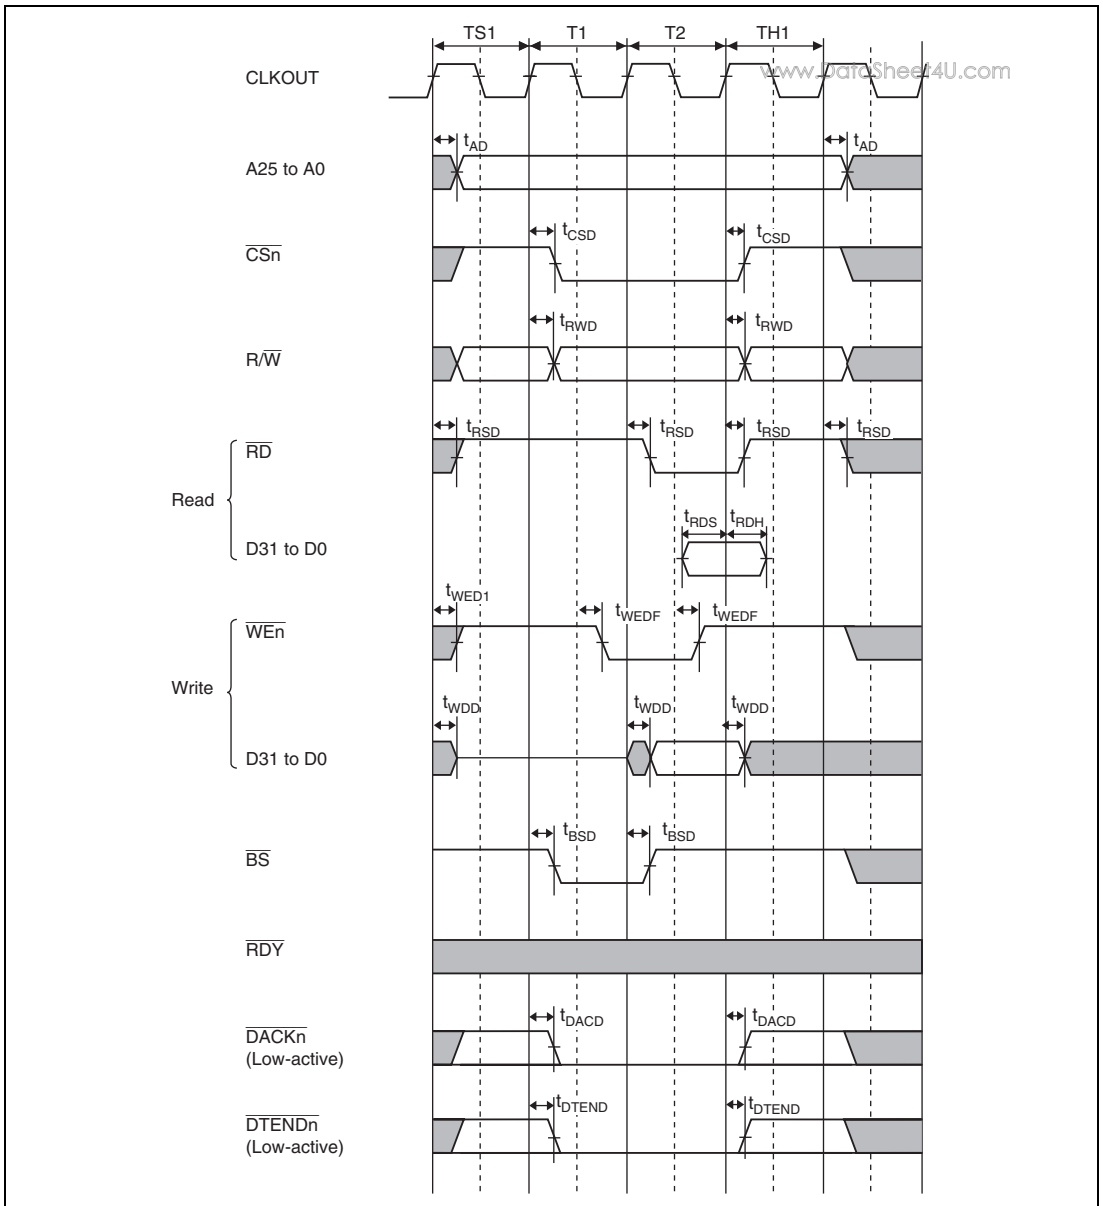 TS1 T1 T2 TH1
www.DataSheet4U.com
CLKOUT
tAD tAD
A25 to A0
tCSD tCSD
CSn
tRWD tRWD
R/W
tRSD tRSD tRSD tRSD
RD
Read
tRDS tRDH
D31 to D0
tWED1
tWEDF tWEDF
WEn
Write
tWDD tWDD tWDD
D31 to D0
tBSD tBSD
BS
RDY
tDACD tDACD
DACKn
(Low-active)
tDTEND tDTEND
DTENDn
(Low-active)